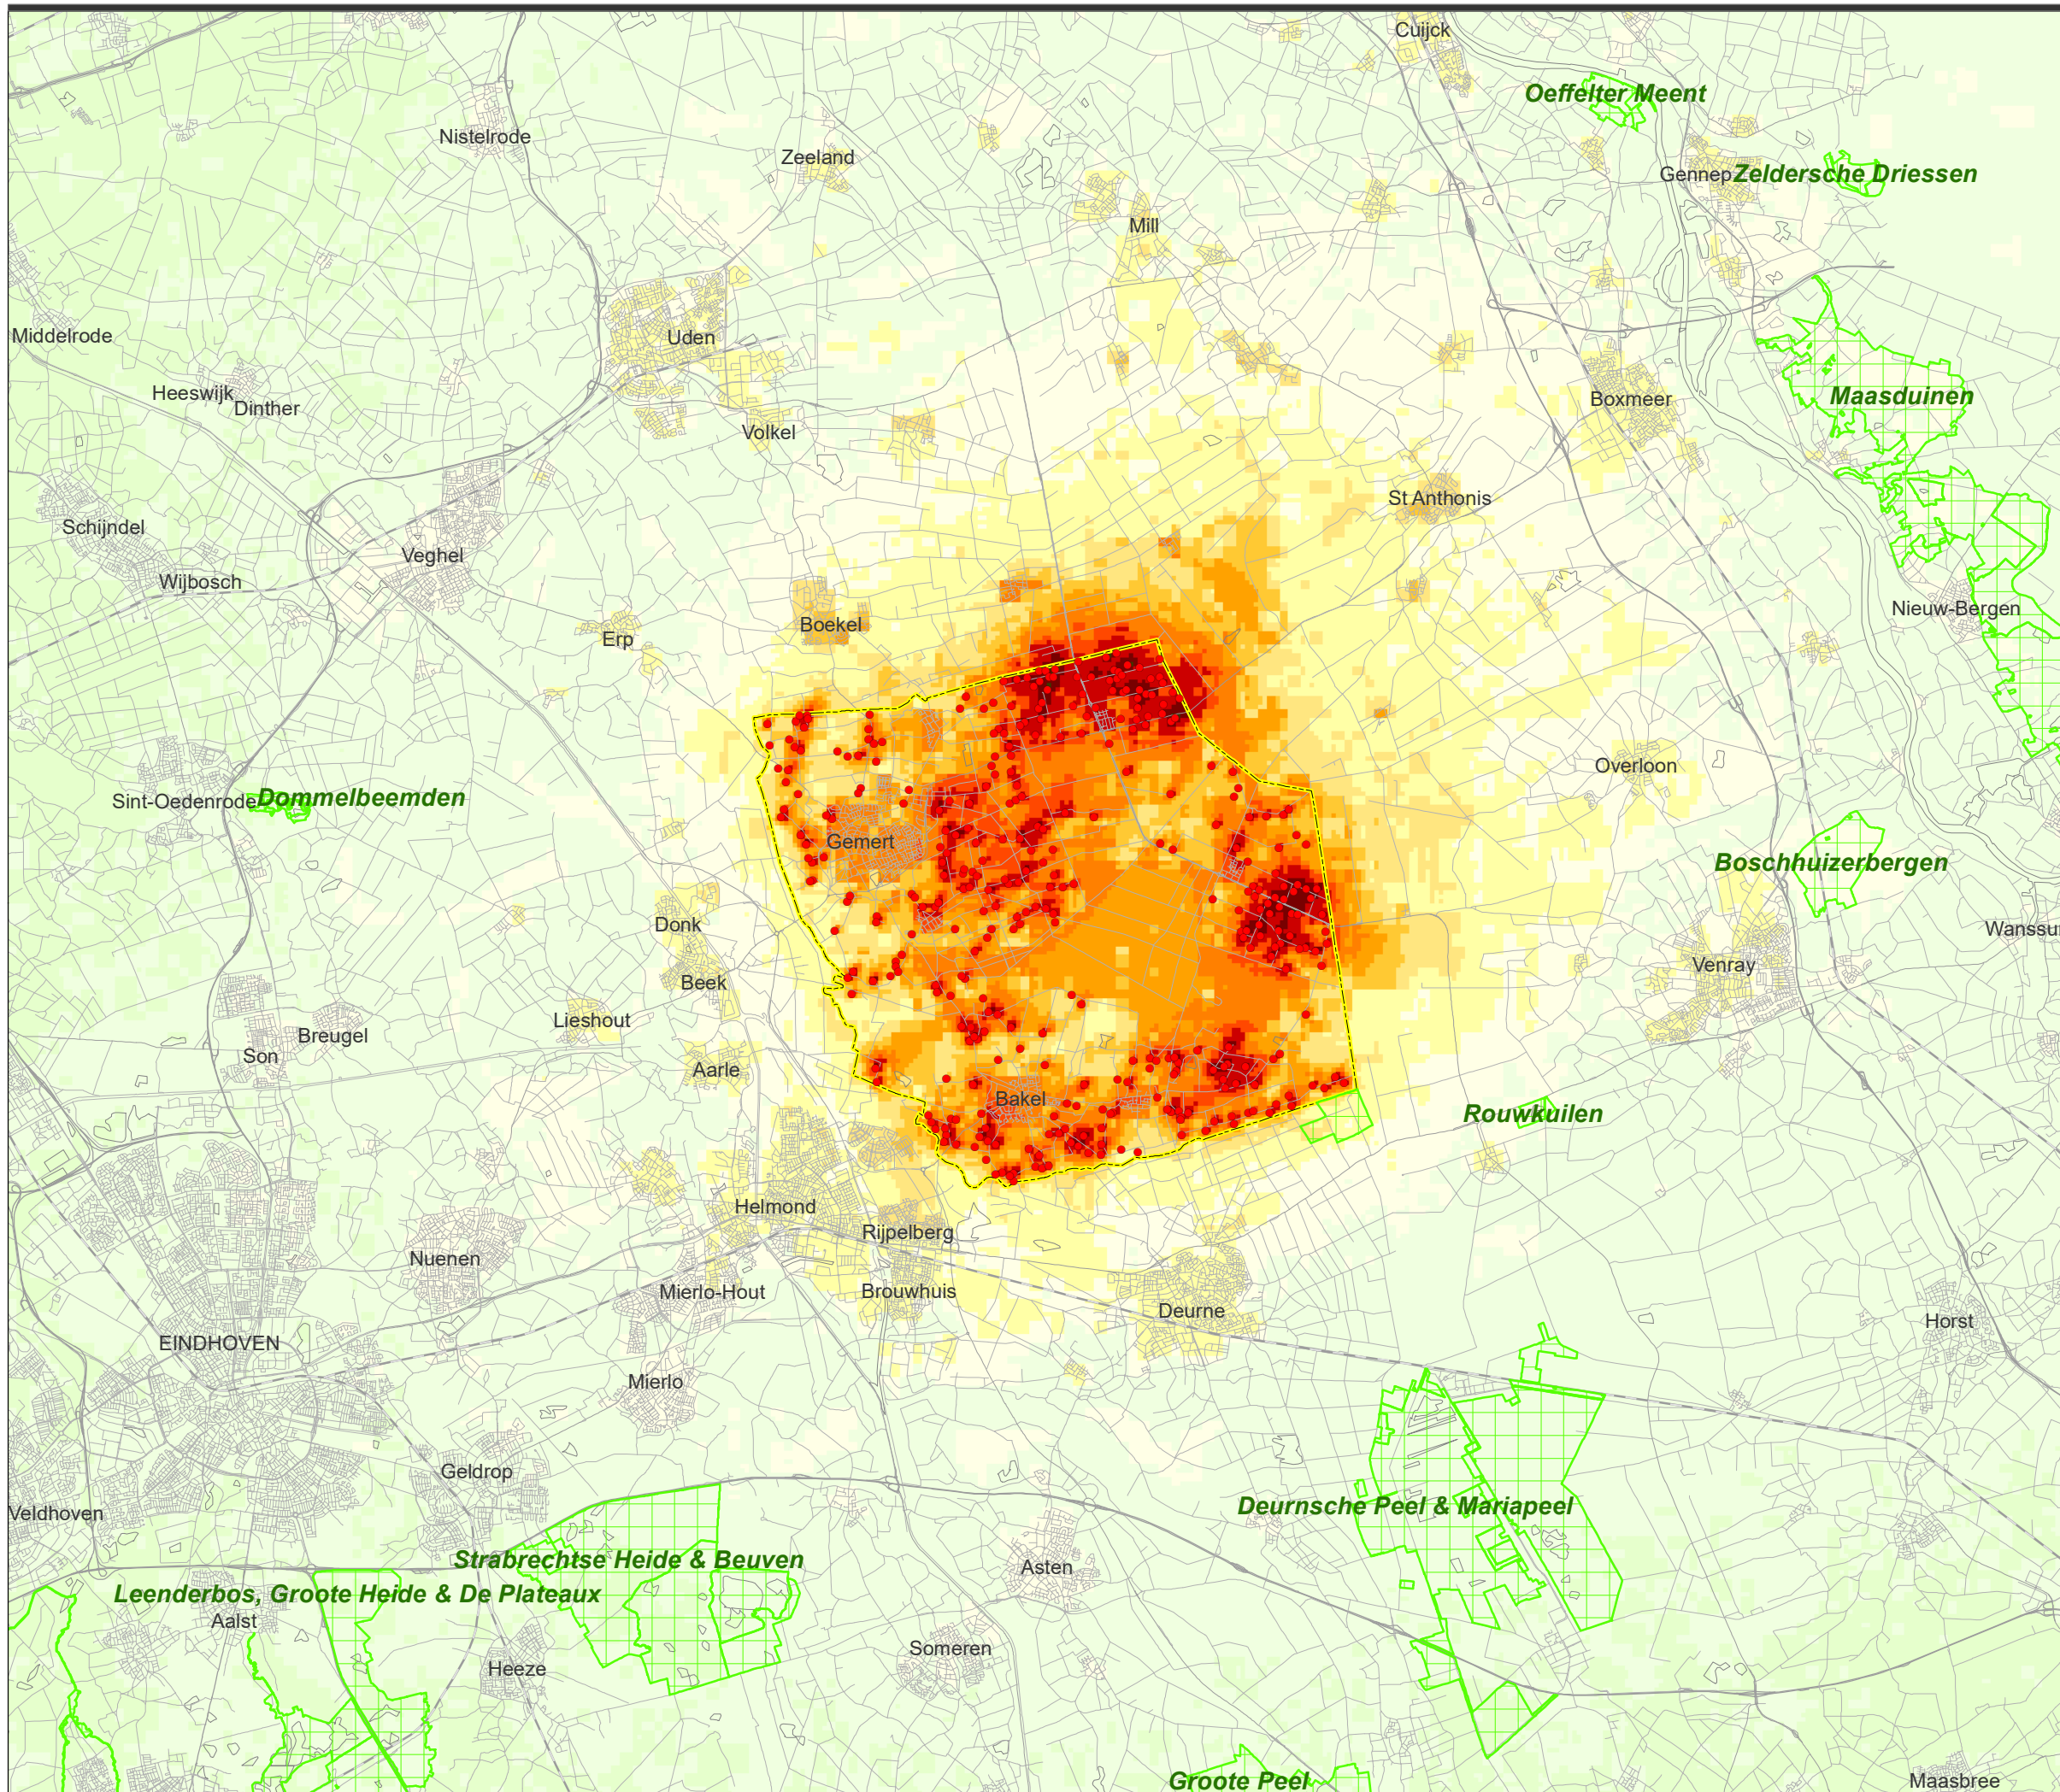 Cuijck
Oeffelter Meent
Nistelrode
Zeeland
Gennep
Zeldersche Driessen
Mill
Middelrode
Uden
Heeswijk
Dinther
Maasduinen
Boxmeer
Volkel
St Anthonis
Schijndel
Veghel
Wijbosch
Nieuw-Bergen
Boekel
Erp
Overloon
Sint-Oedenrode
Dommelbeemden
Gemert
Boschhuizerbergen
Donk
Wanssu
Venray
Beek
Lieshout
Breugel
Son
Aarle
Bakel
Rouwkuilen
Helmond
Rijpelberg
Nuenen
Mierlo-Hout
Brouwhuis
Deurne
Horst
EINDHOVEN
Mierlo
Geldrop
Veldhoven
Deurnsche Peel & Mariapeel
Strabrechtse Heide & Beuven
Asten
Leenderbos, Groote Heide & De Plateaux
Aalst
Someren
Heeze
Groote Peel
Maasbree